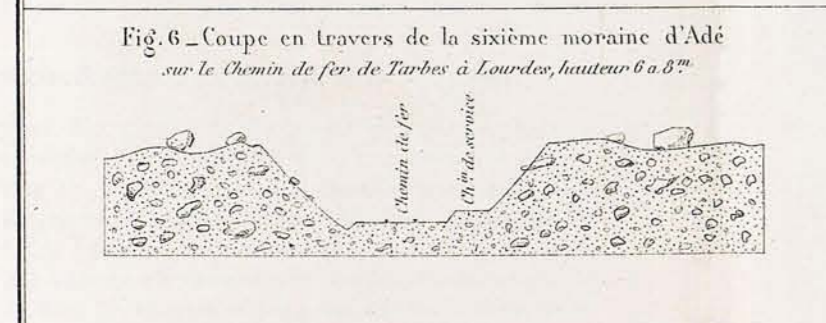 Fig. 6 _ Coupe en travers de la sixième moraine d'Adé
sur le Chemin de fer de Tarbes à Lourdes, hauteur 6 a 8.m
Chemin de fer
Ch.in de service